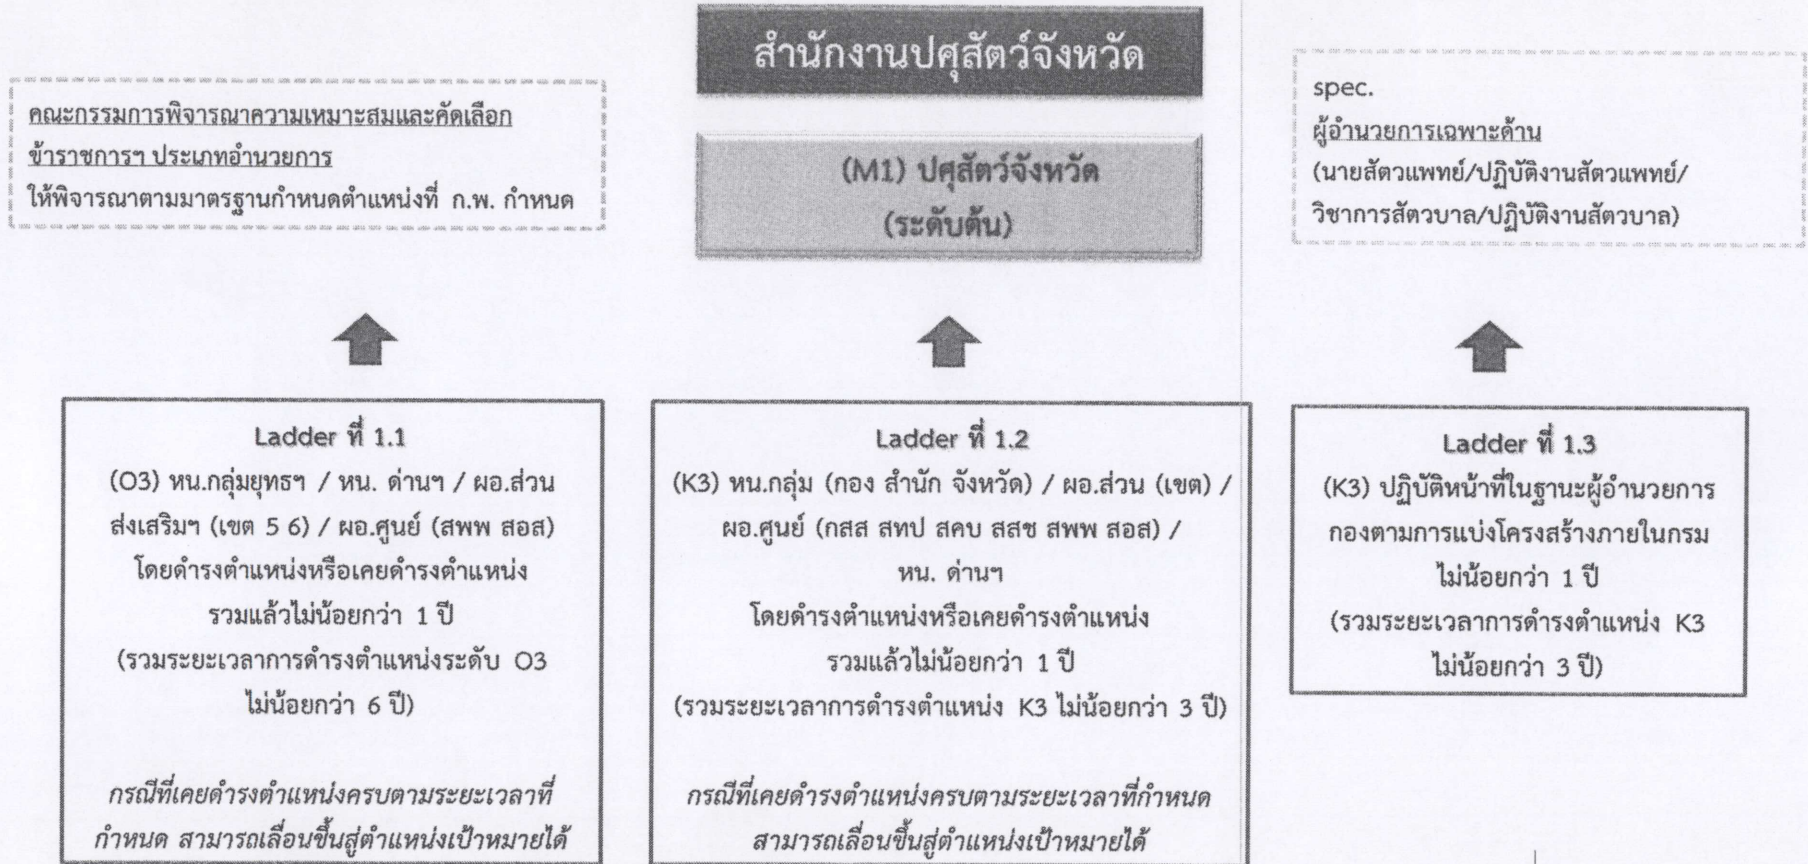 สำนักงานปศุสัตว์จังหวัด
คณะกรรมการพิจารณาความเหมาะสมและคัดเลือก
ข้าราชการฯ ประเภทอำนวยการ
ให้พิจารณาตามมาตรฐานกำหนดตำแหน่งที่ ก.พ. กำหนด
(M1) ปศุสัตว์จังหวัด
(ระดับต้น)
spec.
ผู้อำนวยการเฉพาะด้าน
(นายสัตวแพทย์/ปฏิบัติงานสัตวแพทย์/
วิชาการสัตวบาล/ปฏิบัติงานสัตวบาล)
Ladder ที่ 1.1
(O3) หน.กลุ่มยุทธฯ / หน. ด่านฯ / ผอ.ส่วน
ส่งเสริมฯ (เขต 5 6) / ผอ.ศูนย์ (สพพ สอส)
โดยดำรงตำแหน่งหรือเคยดำรงตำแหน่ง
รวมแล้วไม่น้อยกว่า 1 ปี
(รวมระยะเวลาการดำรงตำแหน่งระดับ O3
ไม่น้อยกว่า 6 ปี)
กรณีที่เคยดำรงตำแหน่งครบตามระยะเวลาที่
กำหนด สามารถเลื่อนขึ้นสู่ตำแหน่งเป้าหมายได้
Ladder ที่ 1.2
(K3) หน.กลุ่ม (กอง สำนัก จังหวัด) / ผอ.ส่วน (เขต) /
ผอ.ศูนย์ (กสส สทป สคบ สสช สพพ สอส) /
หน. ด่านฯ
โดยดำรงตำแหน่งหรือเคยดำรงตำแหน่ง
รวมแล้วไม่น้อยกว่า 1 ปี
(รวมระยะเวลาการดำรงตำแหน่ง K3 ไม่น้อยกว่า 3 ปี)
กรณีที่เคยดำรงตำแหน่งครบตามระยะเวลาที่กำหนด
สามารถเลื่อนขึ้นสู่ตำแหน่งเป้าหมายได้
Ladder ที่ 1.3
(K3) ปฏิบัติหน้าที่ในฐานะผู้อำนวยการ
กองตามการแบ่งโครงสร้างภายในกรม
ไม่น้อยกว่า 1 ปี
(รวมระยะเวลาการดำรงตำแหน่ง K3
ไม่น้อยกว่า 3 ปี)